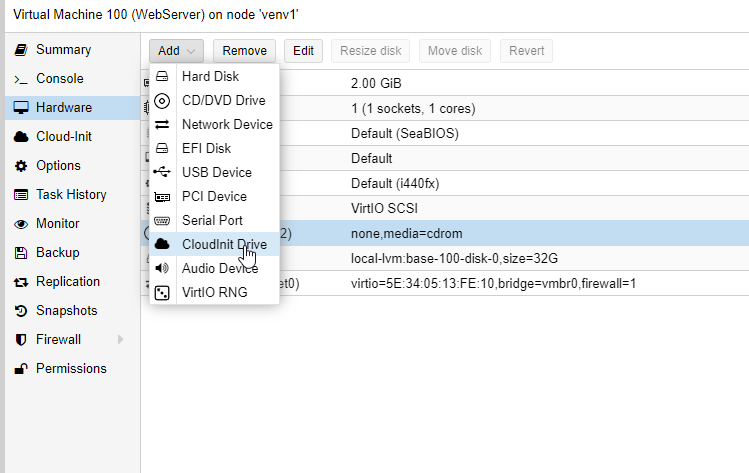 Virtual Machine 100 (WebServer) on node 'venv1'
Summary
Console
Hardware
Cloud-Init
Options
Task History
Monitor
Backup
Replication
Snapshots
Firewall
Permissions
Add Remove Edit Resize disk Move disk Revert
Hard Disk
CD/DVD Drive
Network Device
EFI Disk
USB Device
PCI Device
Serial Port
CloudInit Drive
Audio Device
VirtIO RNG
2.00 GiB
1 (1 sockets, 1 cores)
Default (SeaBIOS)
Default
Default (i440fx)
VirtIO SCSI
2) none,media=cdrom
local-lvm:base-100-disk-0,size=32G
et0) virtio=5E:34:05:13:FE:10,bridge=vmbr0,firewall=1